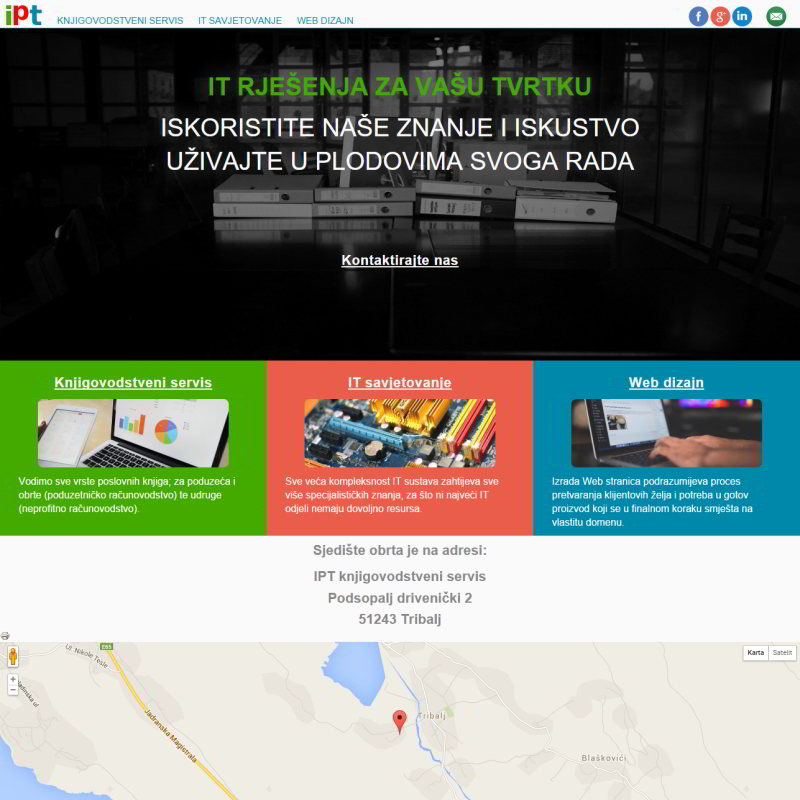 ipt
KNJIGOVODSTVENI SERVIS
IT SAVJETOVANJE
WEB DIZAJN
IT RJEŠENJA ZA VAŠU TVRTKU
ISKORISTITE NAŠE ZNANJE I ISKUSTVO
UŽIVAJTE U PLODOVIMA SVOGA RADA
Kontaktirajte nas
Knjigovodstveni servis
Vodimo sve vrste poslovnih knjiga; za poduzeća i
obrte (poduzetničko računovodstvo) te udruge
(neprofitno računovodstvo).
IT savjetovanje
Sve veća kompleksnost IT sustava zahtijeva sve
više specijalističkih znanja, za što ni najveći IT
odjeli nemaju dovoljno resursa.
Web dizajn
Izrada Web stranica podrazumijeva proces
pretvaranja klijentovih želja i potreba u gotov
proizvod koji se u finalnom koraku smješta na
vlastitu domenu.
Sjedište obrta je na adresi:
IPT knjigovodstveni servis
Podsopalj drivenički 2
51243 Tribalj
E65
Ul. Nikole Tesle
Karta
Satelit
Jadranska Magistrala
Tribalj
Blaškovići